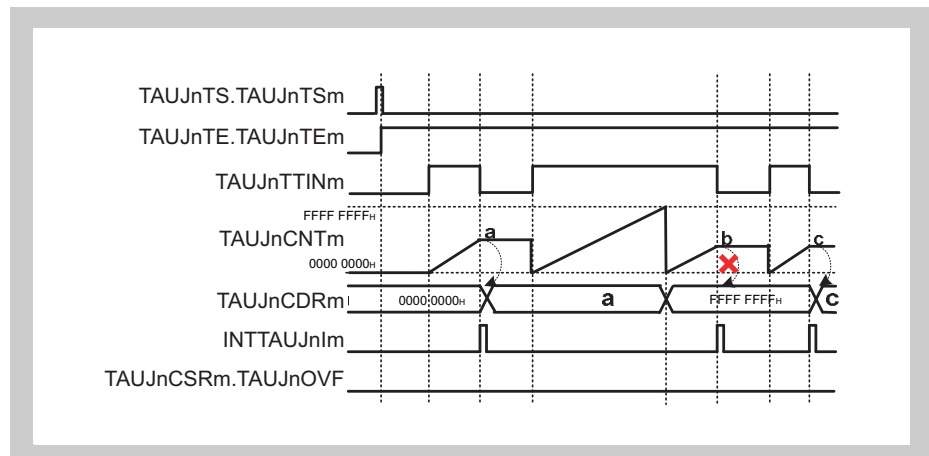 TAUJnTS.TAUJnTSm
TAUJnTE.TAUJnTEm
TAUJnTTINm
FFFF FFFFH
TAUJnCNTm
0000 0000H
a
b
c
TAUJnCDRm
0000 0000H
a
FFFF FFFFH
c
INTTAUJnIm
TAUJnCSRm.TAUJnOVF